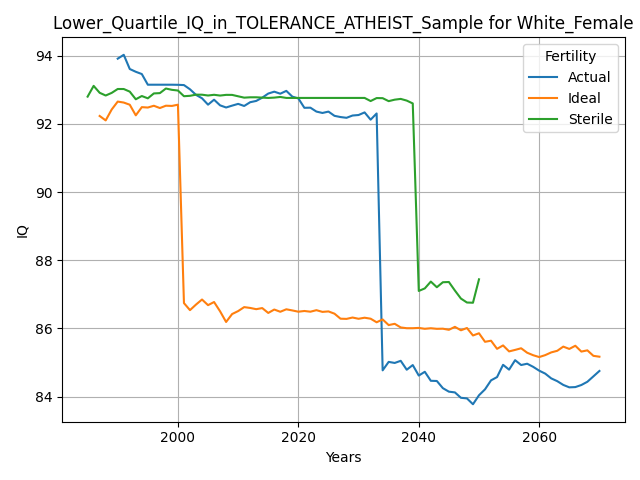 Lower_Quartile_IQ_in_TOLERANCE_ATHEIST_Sample for White_Female
Fertility
Actual
Ideal
Sterile
94
92
90
88
86
84
IQ
2000
2020
2040
2060
Years